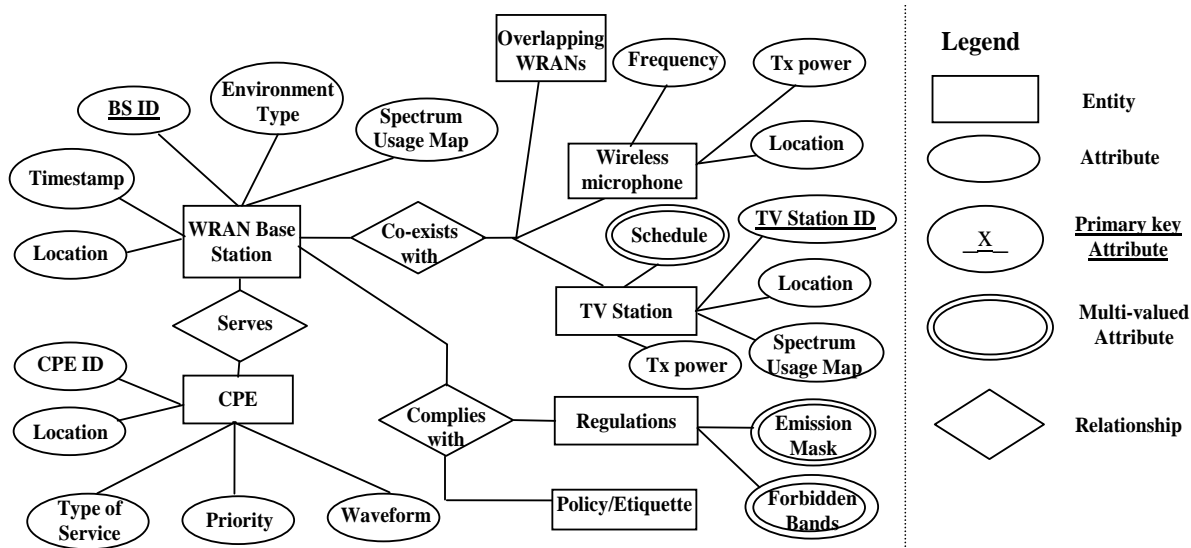 Overlapping
WRANs
Frequency
Tx power
Legend
BS ID
Environment
Type
Spectrum
Usage Map
Entity
Wireless
microphone
Location
Attribute
Timestamp
TV Station ID
WRAN Base
Station
Co-exists
with
Schedule
X
Primary key
Attribute
Location
Location
TV Station
Serves
Spectrum
Usage Map
Multi-valued
Attribute
Tx power
CPE ID
CPE
Complies
with
Regulations
Emission
Mask
Relationship
Location
Type of
Service
Priority
Waveform
Policy/Etiquette
Forbidden
Bands